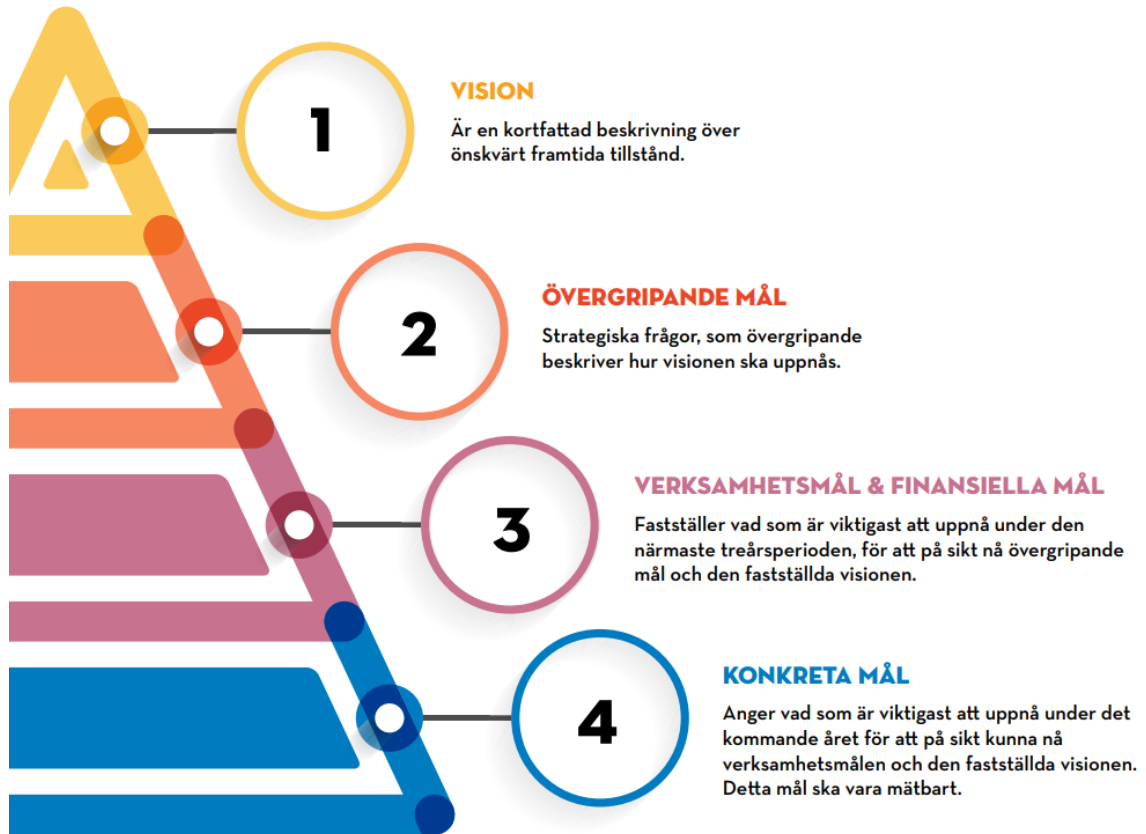 1
VISION
Är en kortfattad beskrivning över
önskvärt framtida tillstånd.
2
ÖVERGRIPANDE MÅL
Strategiska frågor, som övergripande
beskriver hur visionen ska uppnås.
3
VERKSAMHETSMÅL & FINANSIELLA MÅL
Fastställer vad som är viktigast att uppnå under den
närmaste treårsperioden, för att på sikt nå övergripande
mål och den fastställda visionen.
4
KONKRETA MÅL
Anger vad som är viktigast att uppnå under det
kommande året för att på sikt kunna nå
verksamhetsmålen och den fastställda visionen.
Detta mål ska vara mätbart.